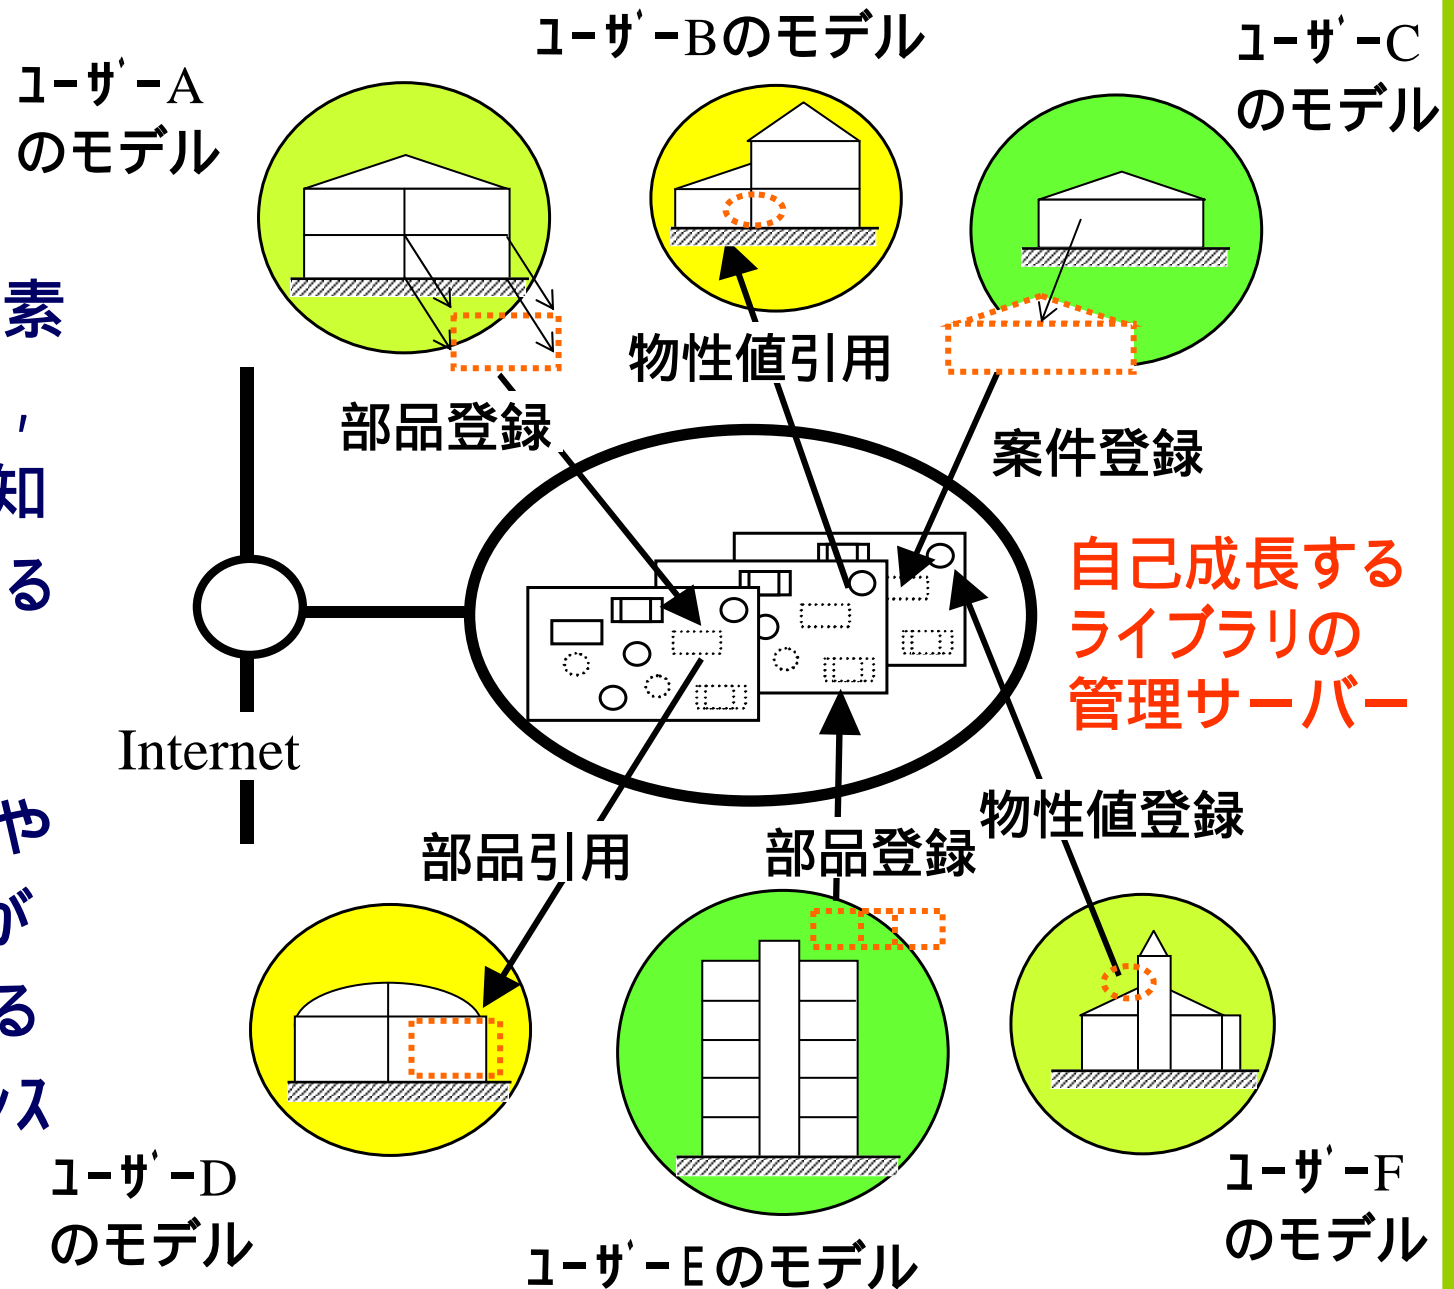 ﾕｰｻﾞｰBのモデル
ﾕｰｻﾞｰC
のモデル
ﾕｰｻﾞｰA
のモデル
素
，
知
る
物性値引用
部品登録
案件登録
自己成長する
ライブラリの
管理サーバー
Internet
や
が
る
ﾝｽ
物性値登録
部品引用
部品登録
ﾕｰｻﾞｰD
のモデル
ﾕｰｻﾞｰEのモデル
ﾕｰｻﾞｰF
のモデル